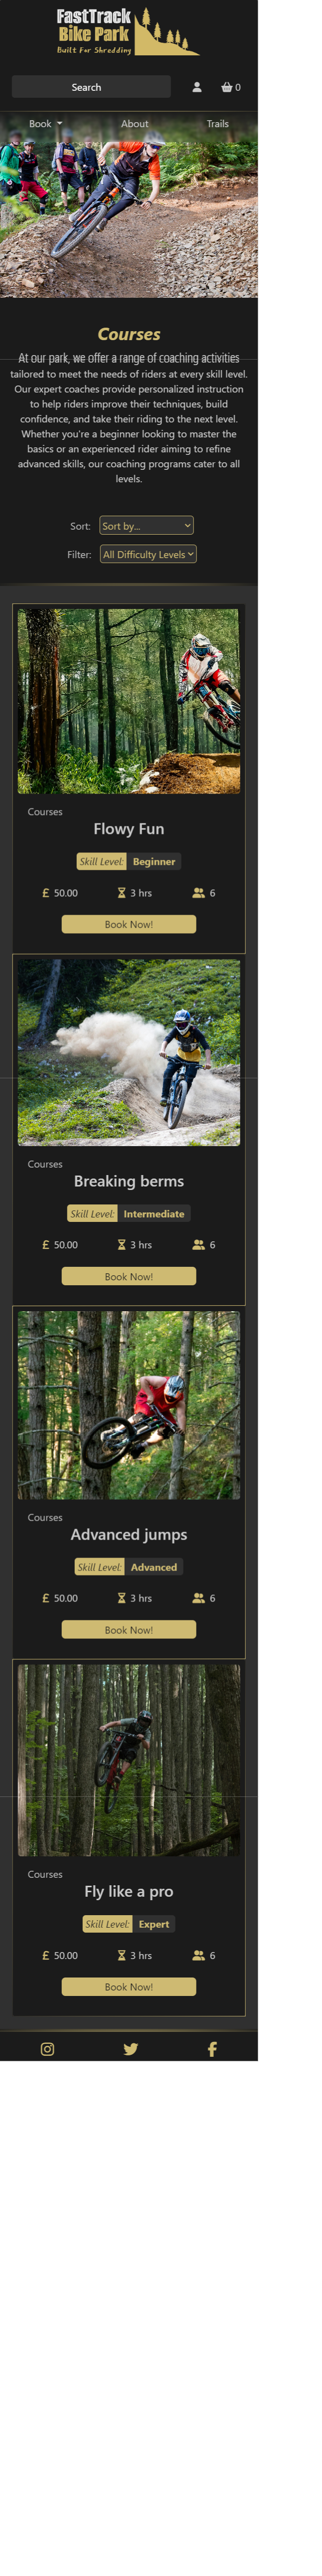 FastTrack
Bike Park
Built For Shredding
Search
0
Book
About
Trails
Courses
At our park, we offer a range of coaching activities
tailored to meet the needs of riders at every skill level.
Our expert coaches provide personalized instruction
to help riders improve their techniques, build
confidence, and take their riding to the next level.
Whether you're a beginner looking to master the
basics or an experienced rider aiming to refine
advanced skills, our coaching programs cater to all
levels.
Sort: Sort by...
Filter: All Difficulty Levels
Courses
Flowy Fun
Skill Level: Beginner
£ 50.00 3 hrs 6
Book Now!
Courses
Breaking berms
Skill Level: Intermediate
£ 50.00 3 hrs 6
Book Now!
Courses
Advanced jumps
Skill Level: Advanced
£ 50.00 3 hrs 6
Book Now!
Courses
Fly like a pro
Skill Level: Expert
£ 50.00 3 hrs 6
Book Now!